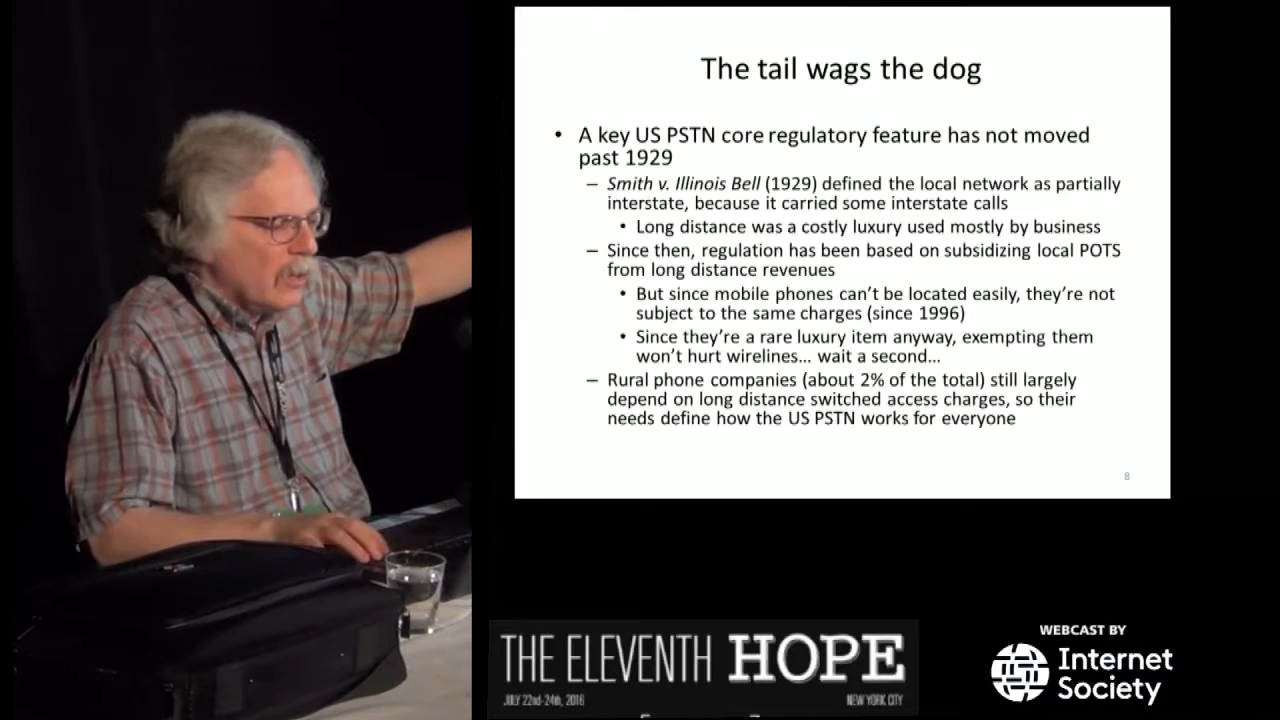 The tail wags the dog
• A key US PSTN core regulatory feature has not moved
past 1929
– Smith v. Illinois Bell (1929) defined the local network as partially
interstate, because it carried some interstate calls
• Long distance was a costly luxury used mostly by business
– Since then, regulation has been based on subsidizing local POTS
from long distance revenues
• But since mobile phones can’t be located easily, they’re not
subject to the same charges (since 1996)
• Since they’re a rare luxury item anyway, exempting them
won’t hurt wirelines… wait a second…
– Rural phone companies (about 2% of the total) still largely
depend on long distance switched access charges, so their
needs define how the US PSTN works for everyone
8
THE ELEVENTH HOPE
JULY 22nd-24th, 2016 NEW YORK CITY
WEBCAST BY
Internet
Society